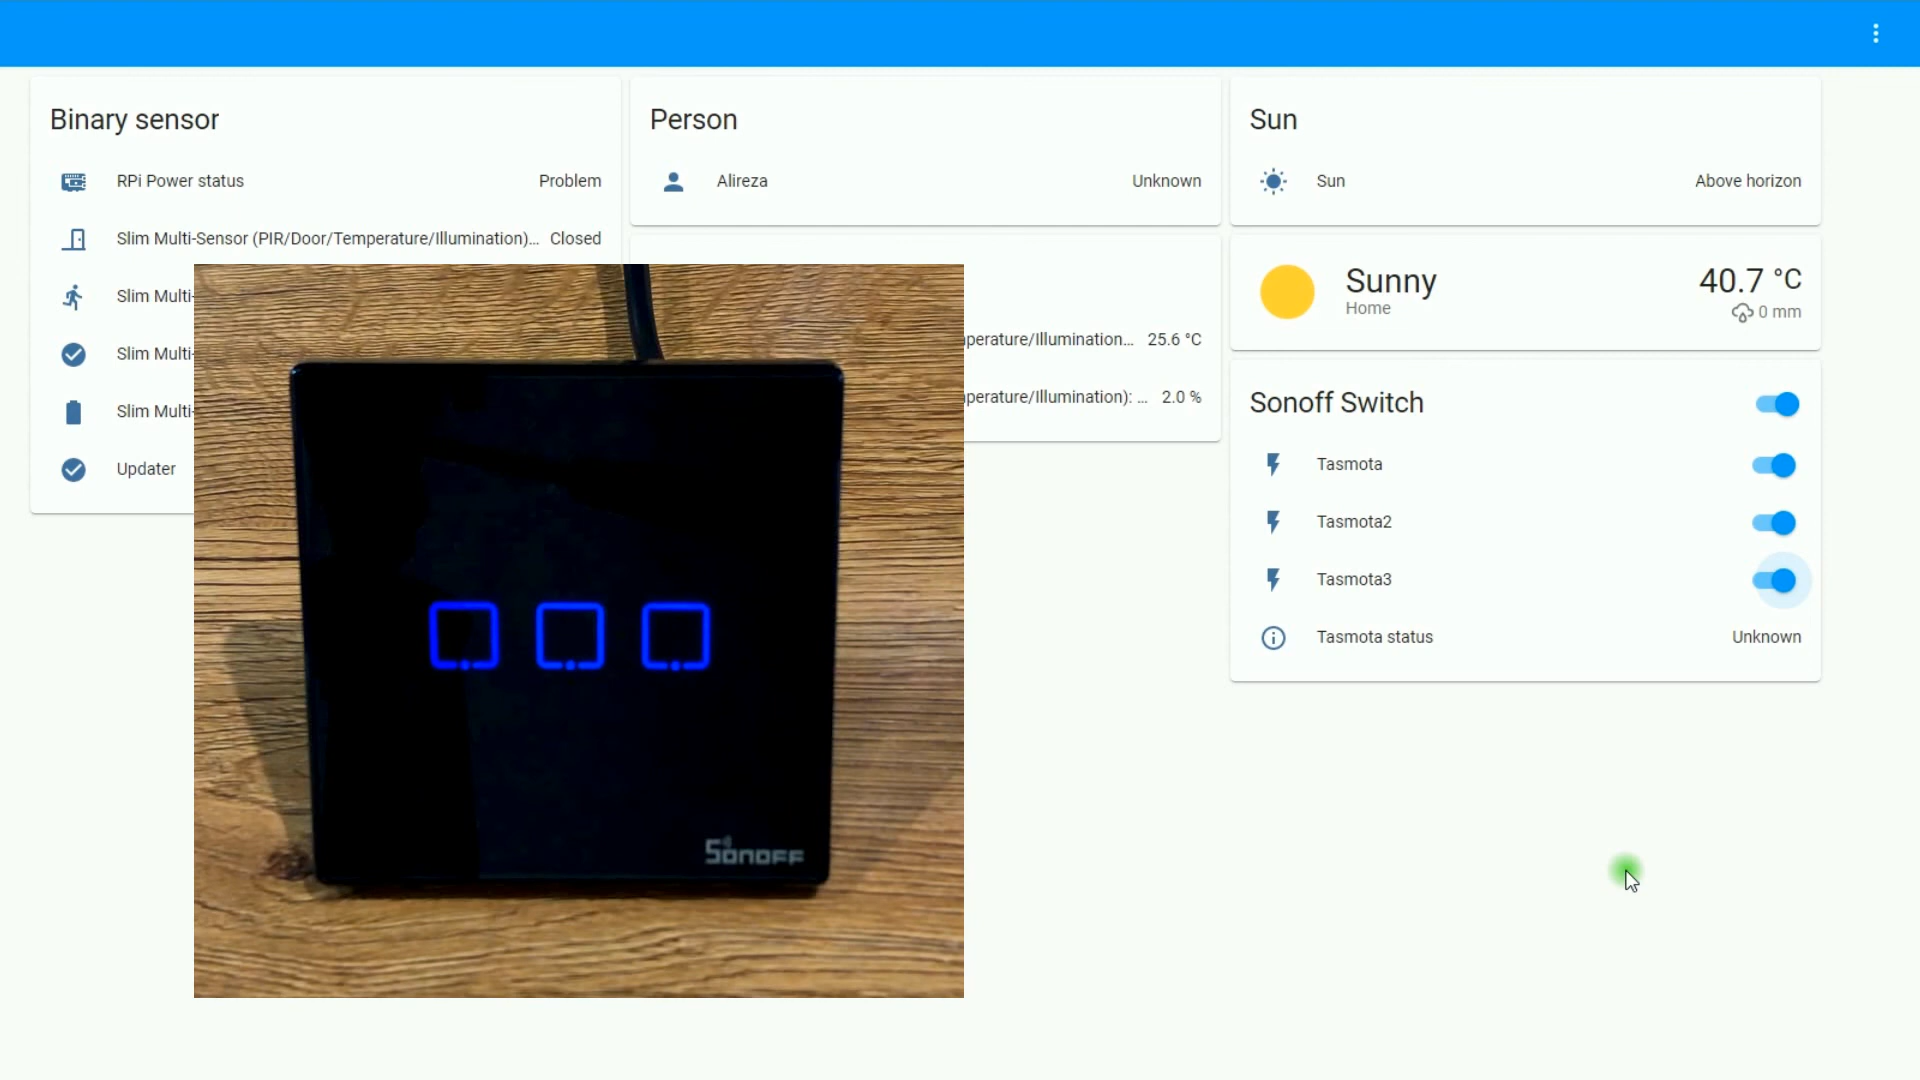 Binary sensor
RPi Power status Problem
Slim Multi-Sensor (PIR/Door/Temperature/Illumination)... Closed
Slim Multi-
Slim Multi-
Slim Multi-
Updater
Person
Alireza Unknown
perature/Illumination... 25.6 °C
perature/Illumination): ... 2.0 %
Sun
Sun Above horizon
Sunny 40.7 °C
Home 0 mm
Sonoff Switch
Tasmota
Tasmota2
Tasmota3
Tasmota status Unknown
SONOFF